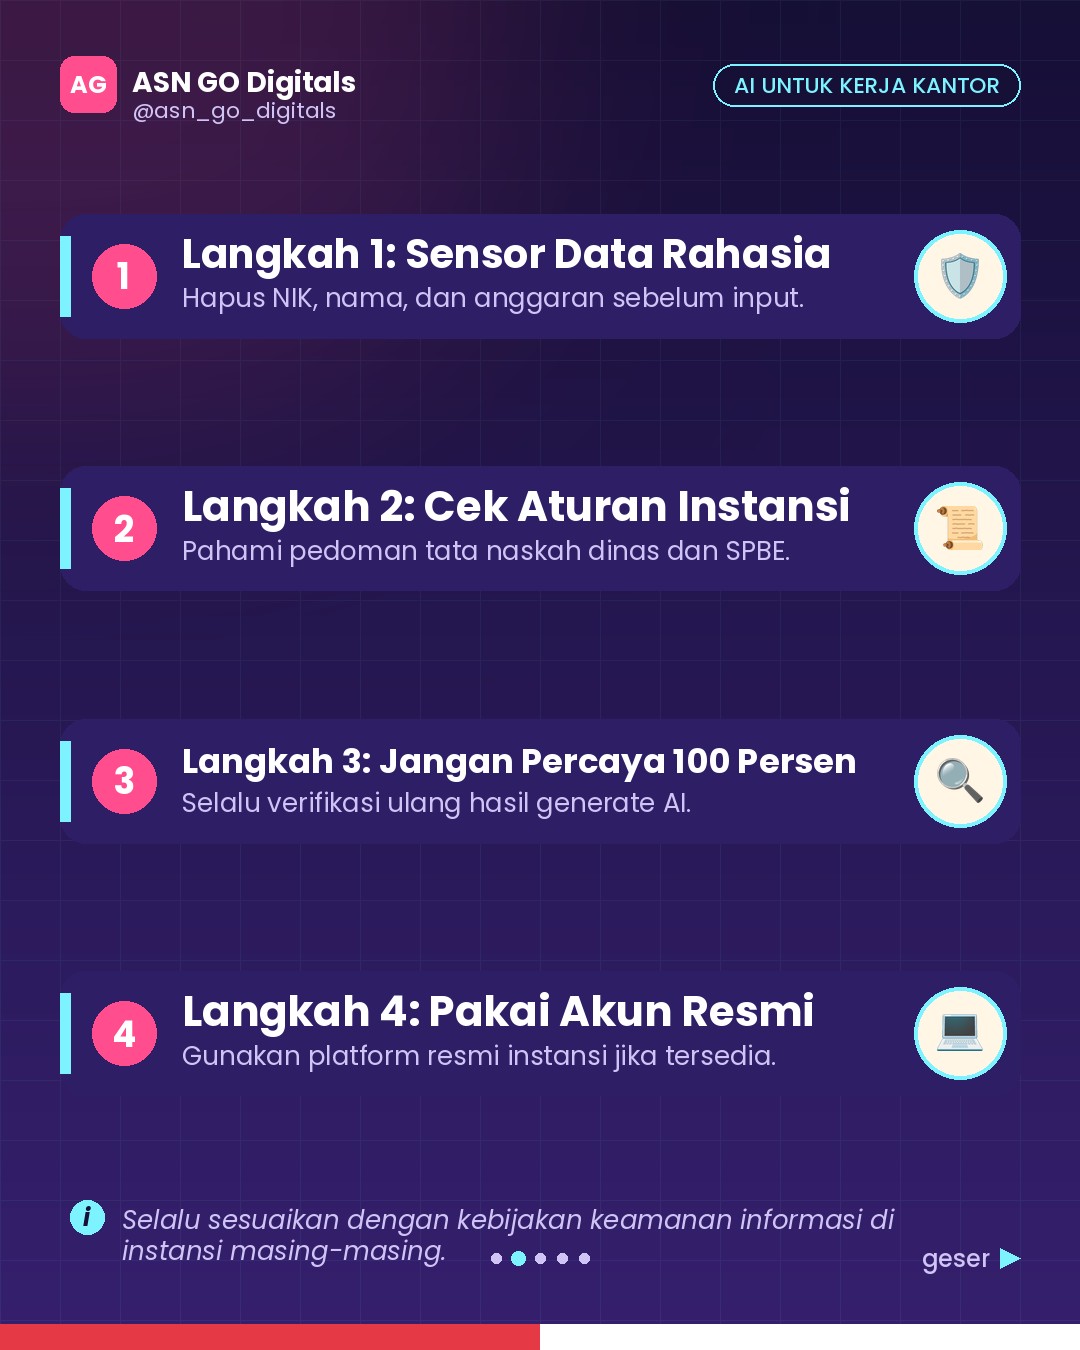 AG
ASN GO Digitals
@asn_go_digitals
AI UNTUK KERJA KANTOR
1
Langkah 1: Sensor Data Rahasia
Hapus NIK, nama, dan anggaran sebelum input.
2
Langkah 2: Cek Aturan Instansi
Pahami pedoman tata naskah dinas dan SPBE.
3
Langkah 3: Jangan Percaya 100 Persen
Selalu verifikasi ulang hasil generate AI.
4
Langkah 4: Pakai Akun Resmi
Gunakan platform resmi instansi jika tersedia.
i
Selalu sesuaikan dengan kebijakan keamanan informasi di
instansi masing-masing.
geser